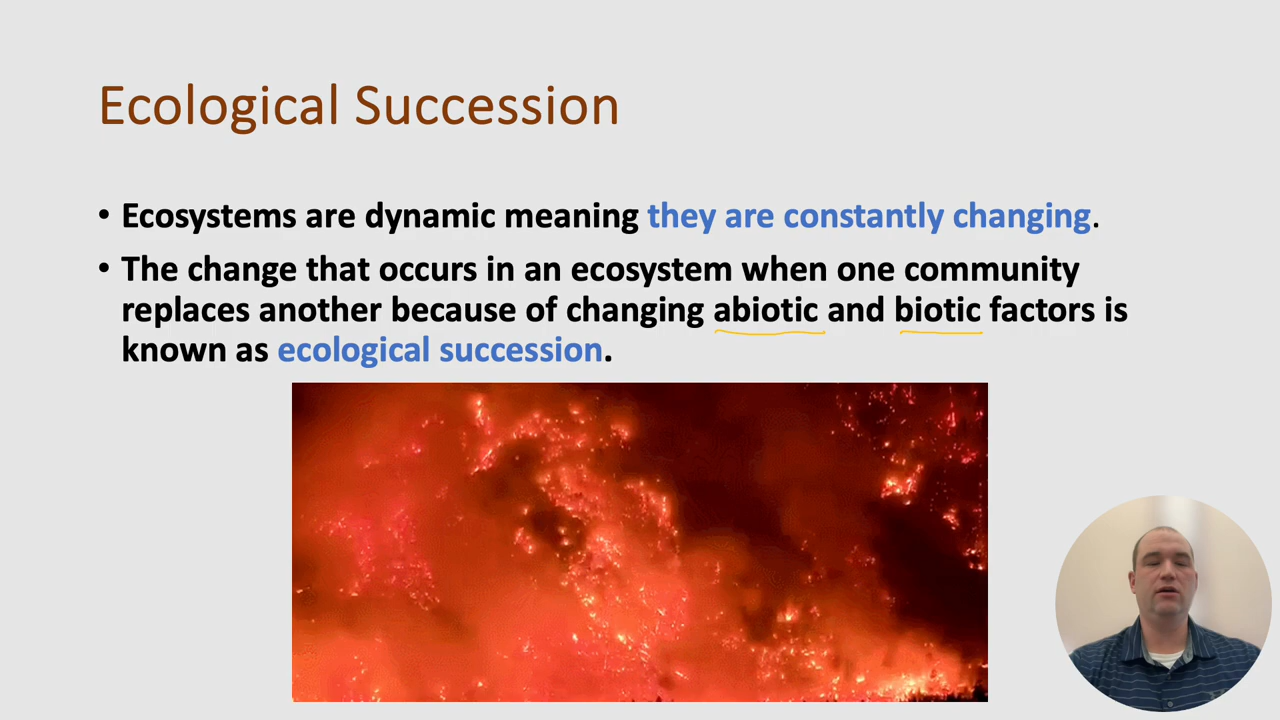 Ecological Succession
• Ecosystems are dynamic meaning they are constantly changing.
• The change that occurs in an ecosystem when one community
replaces another because of changing abiotic and biotic factors is
known as ecological succession.